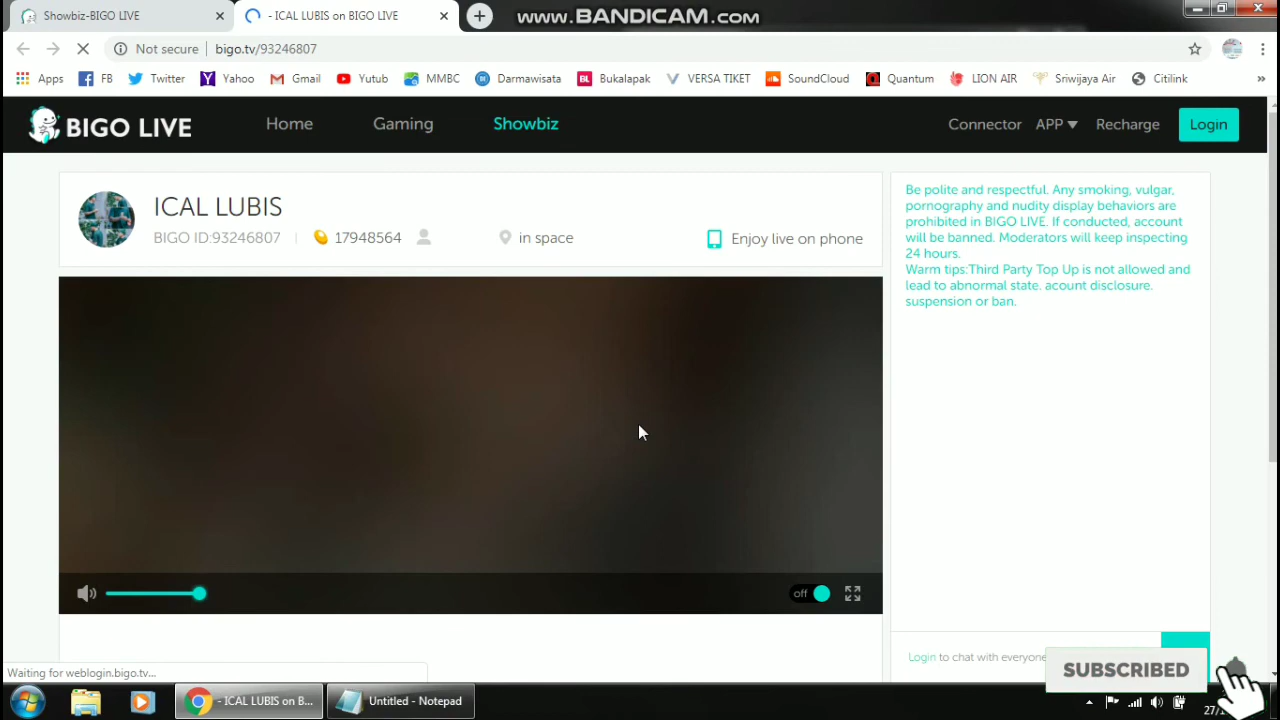 Showbiz-BIGO LIVE
- ICAL LUBIS on BIGO LIVE
www.BANDICAM.com
Not secure
bigo.tv/93246807
Apps
FB
Twitter
Yahoo
Gmail
Yutub
MMBC
Darmawisata
Bukalapak
VERSA TIKET
SoundCloud
Quantum
LION AIR
Sriwijaya Air
Citilink
»
BIGO LIVE
Home
Gaming
Showbiz
Connector
APP
Recharge
Login
ICAL LUBIS
BIGO ID:93246807
17948564
in space
Enjoy live on phone
Be polite and respectful. Any smoking, vulgar,
pornography and nudity display behaviors are
prohibited in BIGO LIVE. If conducted, account
will be banned. Moderators will keep inspecting
24 hours.
Warm tips:Third Party Top Up is not allowed and
lead to abnormal state. acount disclosure.
suspension or ban.
off
Login to chat with everyone
SUBSCRIBED
Waiting for weblogin.bigo.tv...
- ICAL LUBIS on B...
Untitled - Notepad